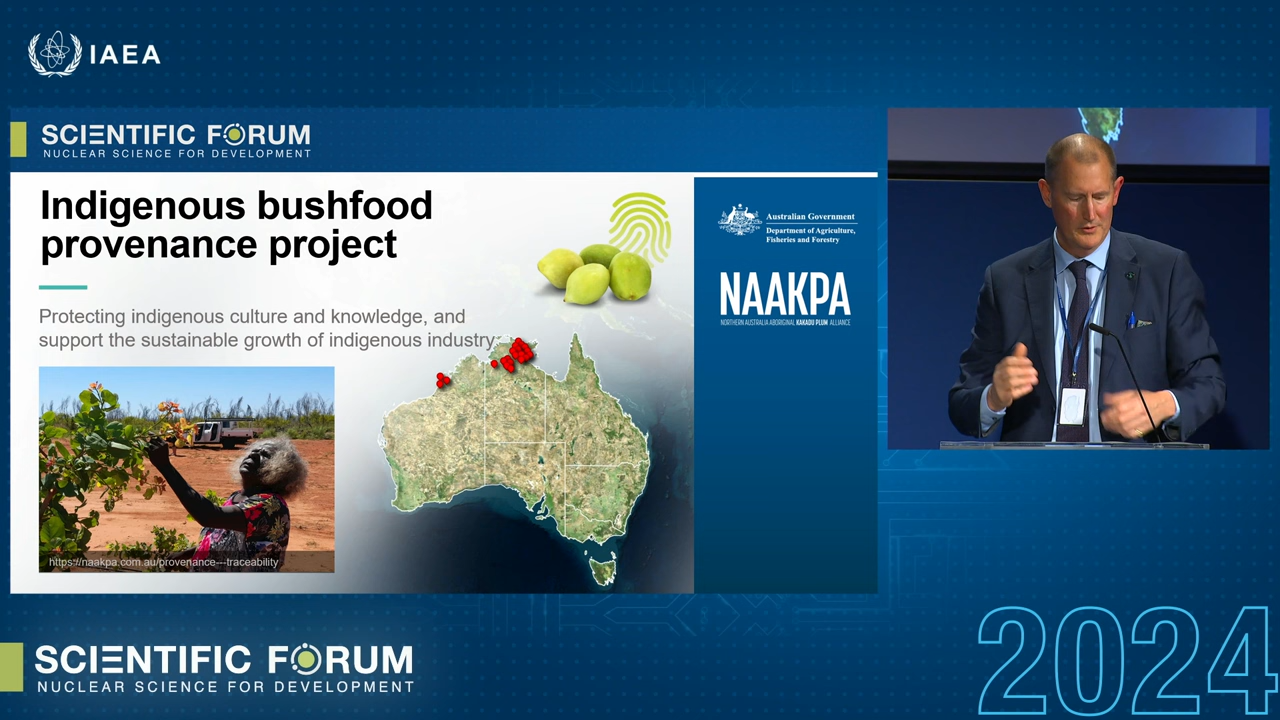 IAEA
SCIENTIFIC FORUM
NUCLEAR SCIENCE FOR DEVELOPMENT
Indigenous bushfood
provenance project
Protecting indigenous culture and knowledge, and
support the sustainable growth of indigenous industry
https://naakpa.com.au/provenance---traceability
Australian Government
Department of Agriculture,
Fisheries and Forestry
NAAKPA
NORTHERN AUSTRALIA ABORIGINAL KAKADU PLUM ALLIANCE
SCIENTIFIC FORUM
NUCLEAR SCIENCE FOR DEVELOPMENT
2024